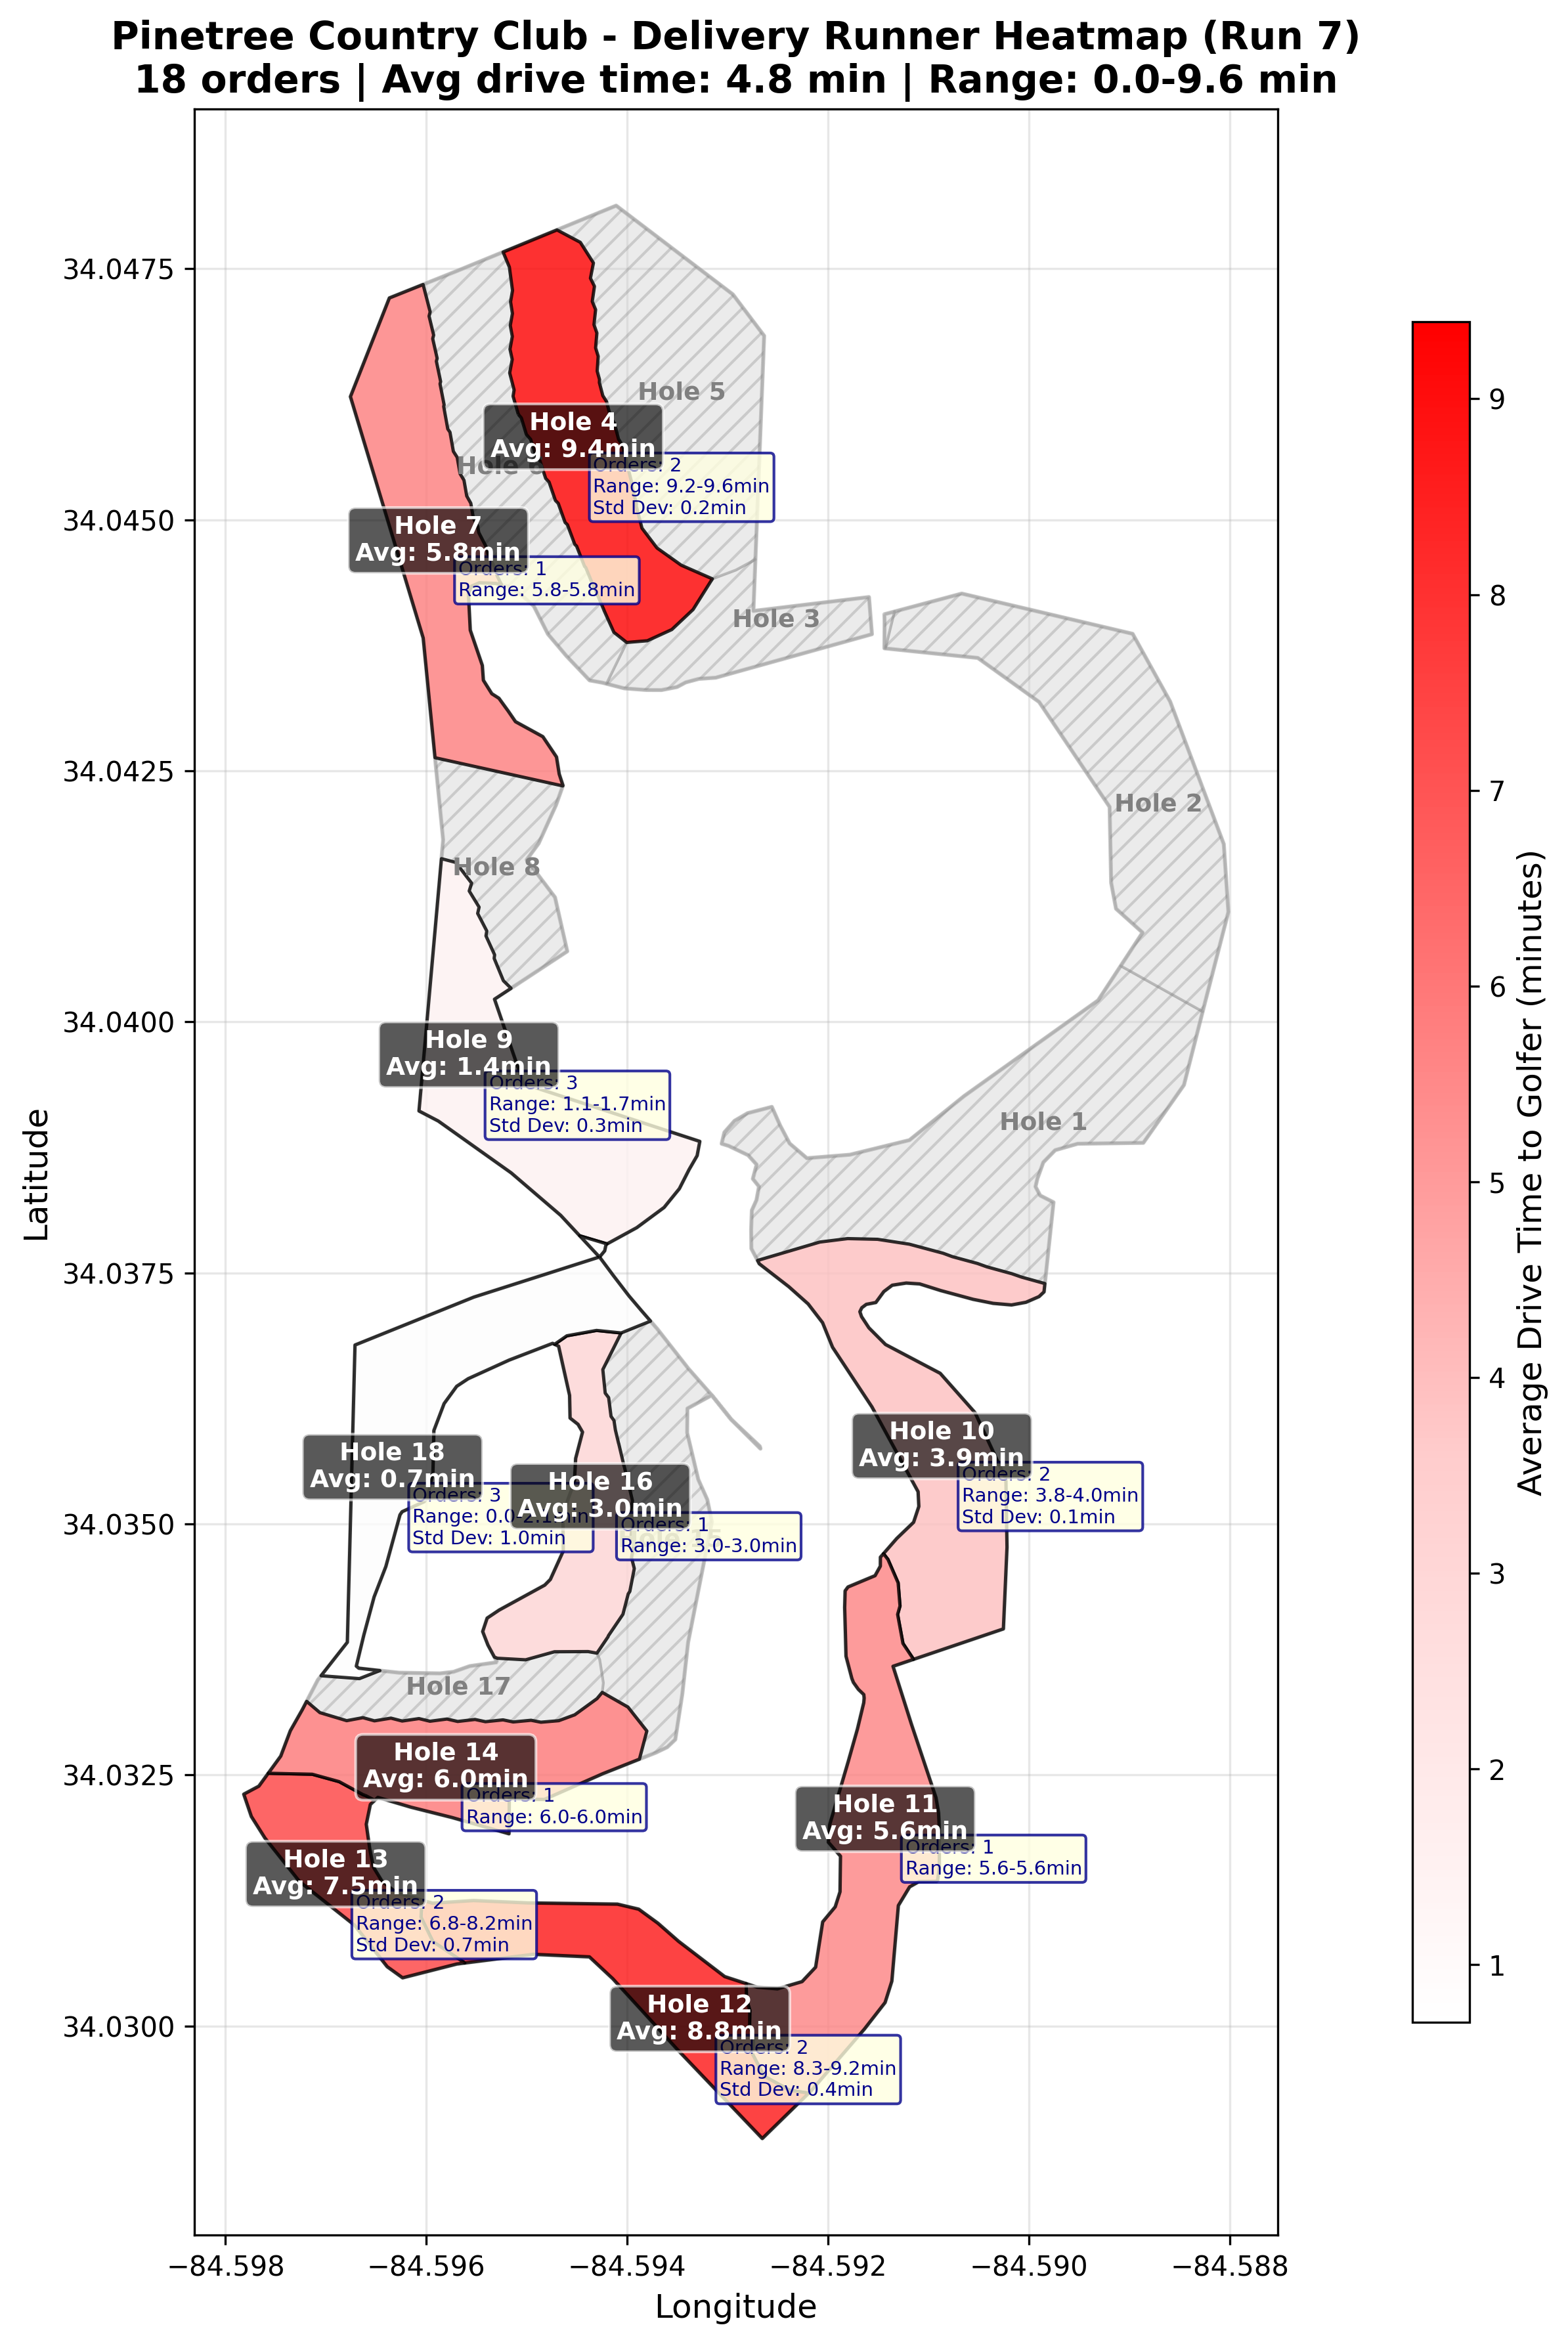 Pinetree Country Club - Delivery Runner Heatmap (Run 7)
18 orders | Avg drive time: 4.8 min | Range: 0.0-9.6 min
Latitude
34.0475
34.0450
34.0425
34.0400
34.0375
34.0350
34.0325
34.0300
Hole 5
Hole 4
Avg: 9.4min
Orders: 2
Range: 9.2-9.6min
Std Dev: 0.2min
Hole 7
Avg: 5.8min
Orders: 1
Range: 5.8-5.8min
Hole 3
Hole 2
Hole 8
Hole 9
Avg: 1.4min
Orders: 3
Range: 1.1-1.7min
Std Dev: 0.3min
Hole 1
Hole 10
Avg: 3.9min
Orders: 2
Range: 3.8-4.0min
Std Dev: 0.1min
Hole 18
Avg: 0.7min
Orders: 3
Range:
Std Dev: 1.0min
Hole 16
Avg: 3.0min
Orders: 1
Range: 3.0-3.0min
Hole 17
Hole 14
Avg: 6.0min
Orders: 1
Range: 6.0-6.0min
Hole 11
Avg: 5.6min
Orders: 1
Range: 5.6-5.6min
Hole 13
Avg: 7.5min
Orders: 2
Range: 6.8-8.2min
Std Dev: 0.7min
Hole 12
Avg: 8.8min
Orders: 2
Range: 8.3-9.2min
Std Dev: 0.4min
−84.598
−84.596
−84.594
−84.592
−84.590
−84.588
Longitude
9
8
7
6
5
4
3
2
1
Average Drive Time to Golfer (minutes)